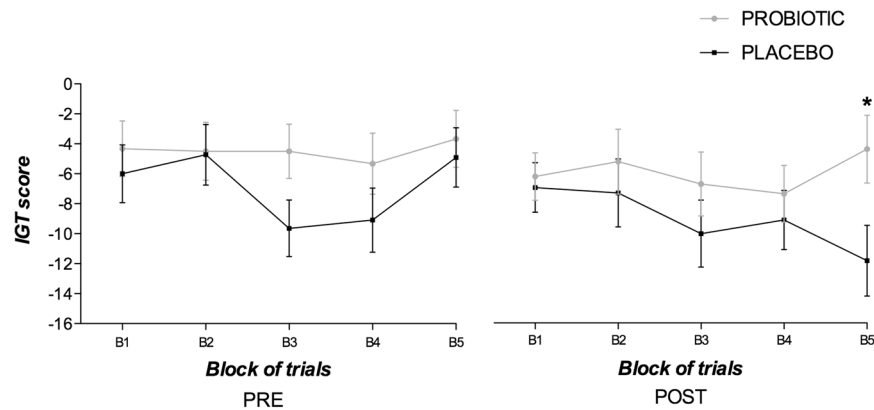 PROBIOTIC
PLACEBO
0
-2
-4
-6
-8
-10
-12
-14
-16
IGT score
B1 B2 B3 B4 B5
Block of trials
PRE
*
B1 B2 B3 B4 B5
Block of trials
POST